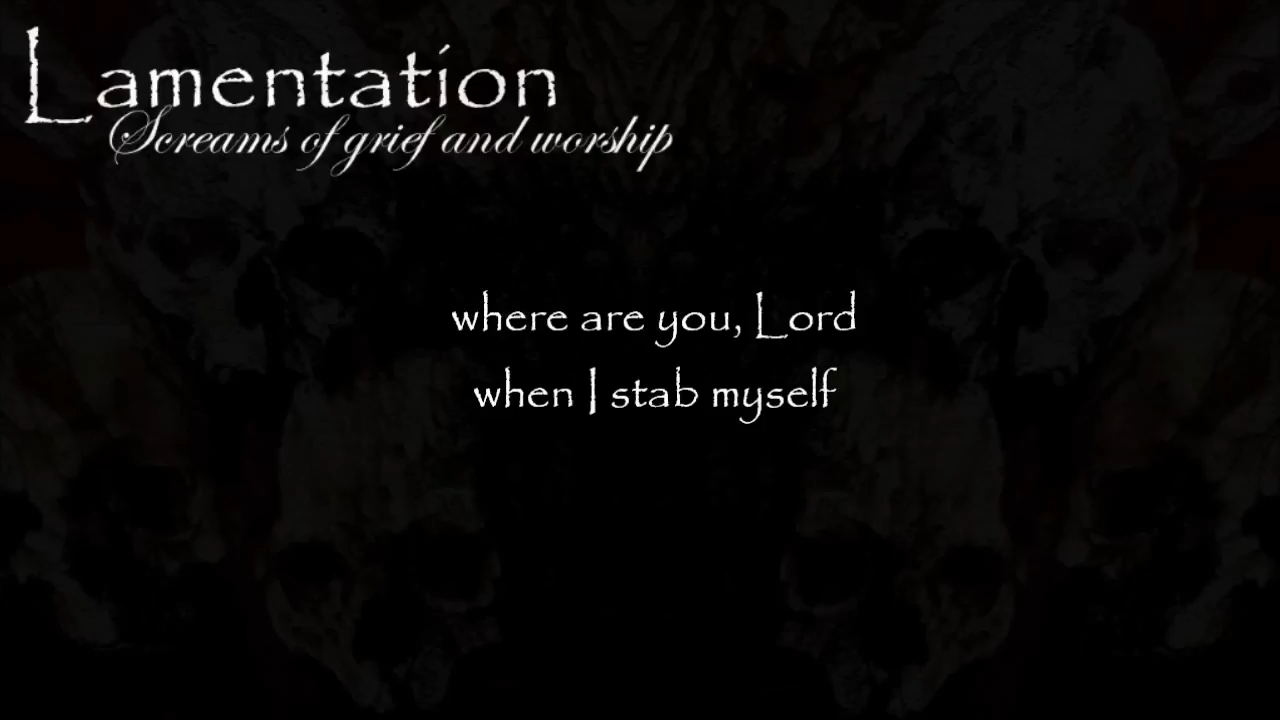 Lamentation
Screams of grief and worship
where are you, Lord
when I stab myself